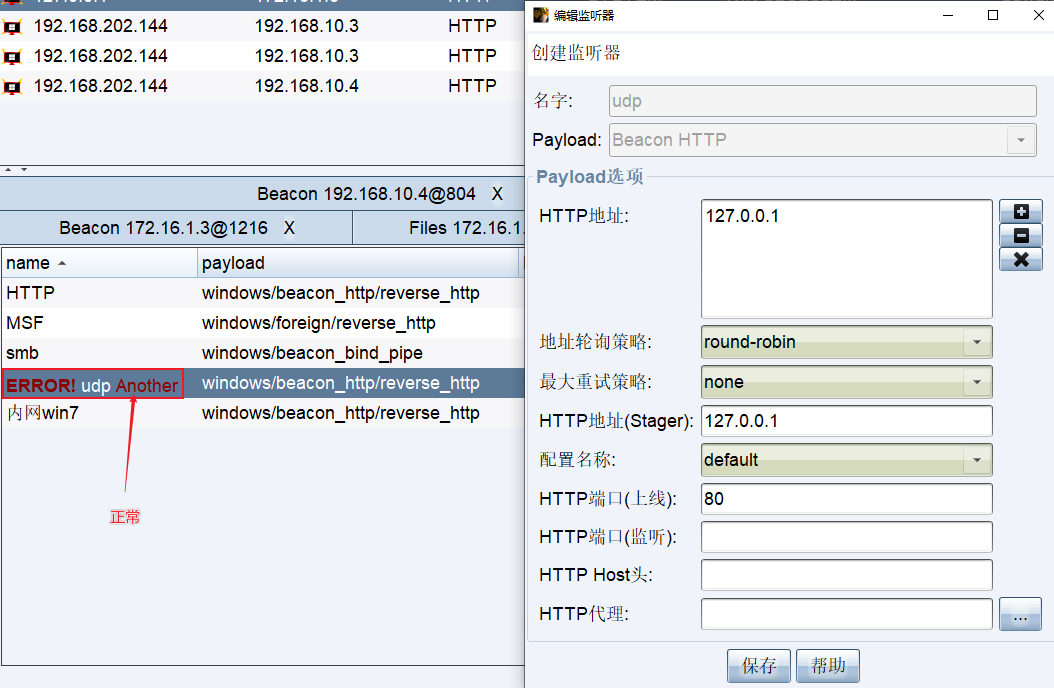 192.168.202.144 192.168.10.3 HTTP
192.168.202.144 192.168.10.3 HTTP
192.168.202.144 192.168.10.4 HTTP
Beacon 192.168.10.4@804 X
Beacon 172.16.1.3@1216 X Files 172.16.1.
name payload
HTTP windows/beacon_http/reverse_http
MSF windows/foreign/reverse_http
smb windows/beacon_bind_pipe
ERROR! udp Another windows/beacon_http/reverse_http
内网win7 windows/beacon_http/reverse_http
正常
编辑监听器
创建监听器
名字: udp
Payload: Beacon HTTP
Payload选项
HTTP地址: 127.0.0.1
地址轮询策略: round-robin
最大重试策略: none
HTTP地址(Stager): 127.0.0.1
配置名称: default
HTTP端口(上线): 80
HTTP端口(监听):
HTTP Host头:
HTTP代理: ...
保存 帮助